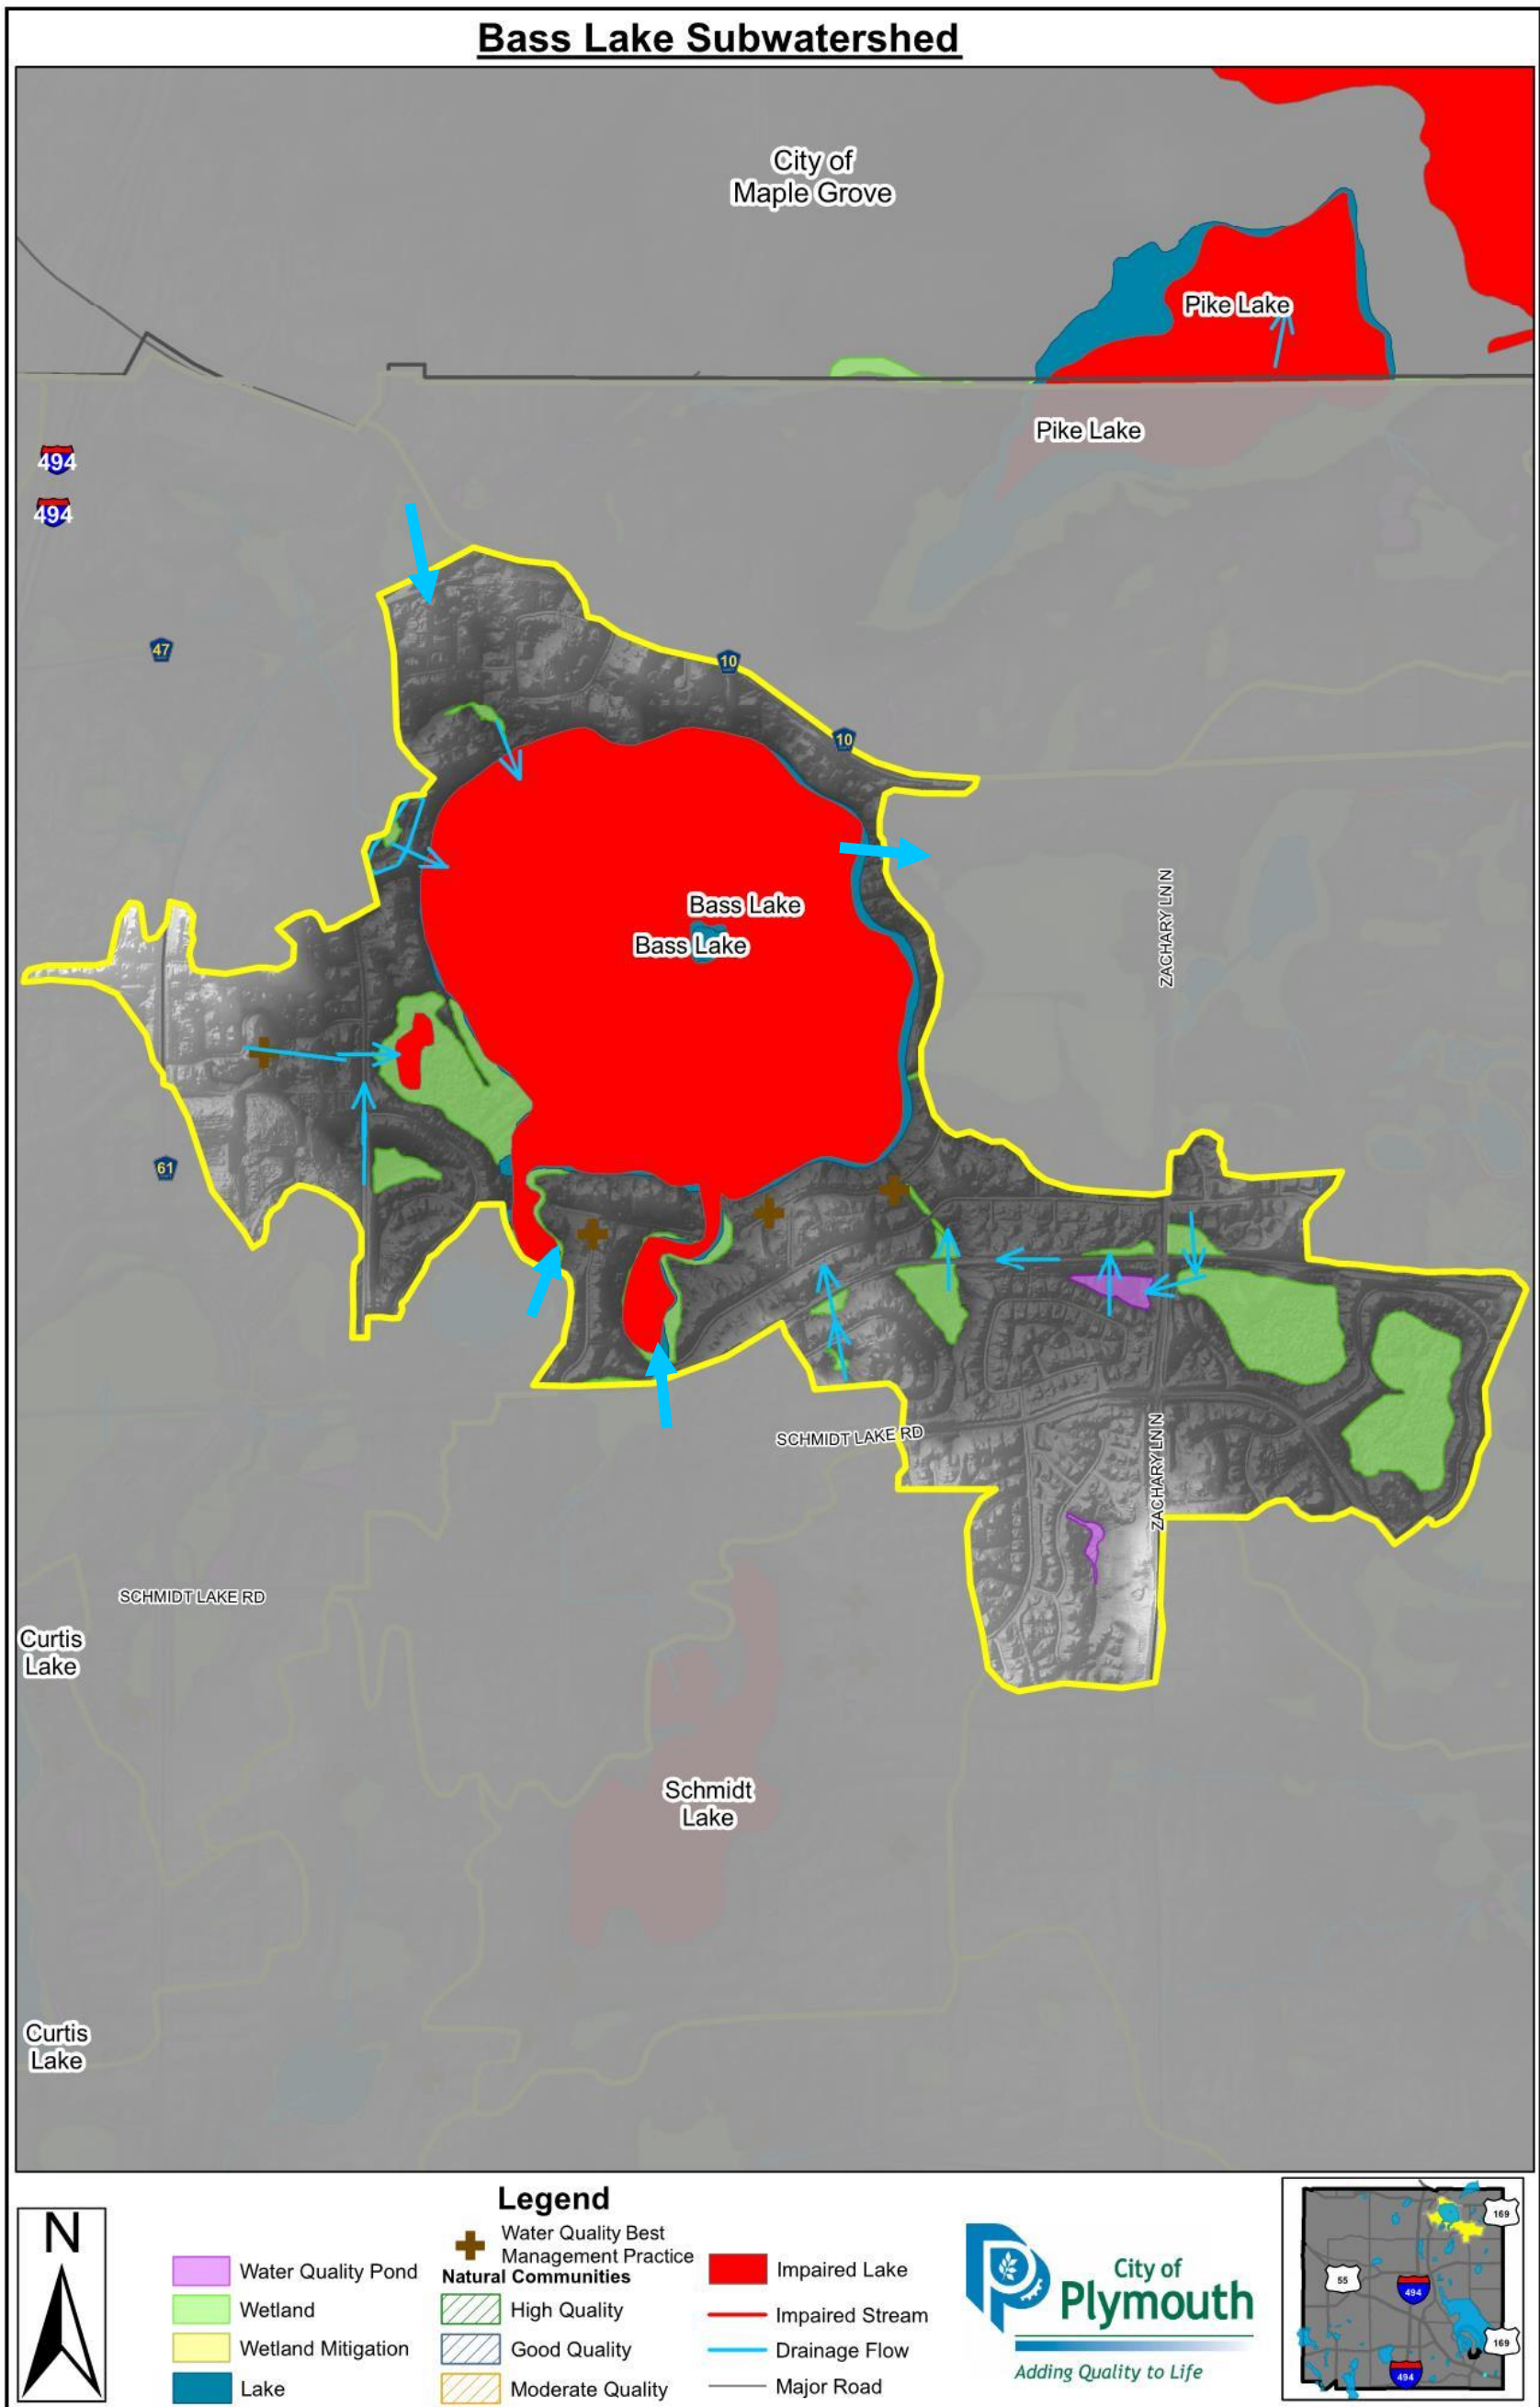 Bass Lake Subwatershed
City of
Maple Grove
Pike Lake
Pike Lake
494
494
47
10
10
Bass Lake
Bass Lake
ZACHARY LN N
61
SCHMIDT LAKE RD
ZACHARY LN N
SCHMIDT LAKE RD
Curtis
Lake
Schmidt
Lake
Curtis
Lake
N
Legend
Water Quality Pond
Wetland
Wetland Mitigation
Lake
Water Quality Best
Management Practice
Natural Communities
High Quality
Good Quality
Moderate Quality
Impaired Lake
Impaired Stream
Drainage Flow
Major Road
City of
Plymouth
Adding Quality to Life
169
55
494
169
494